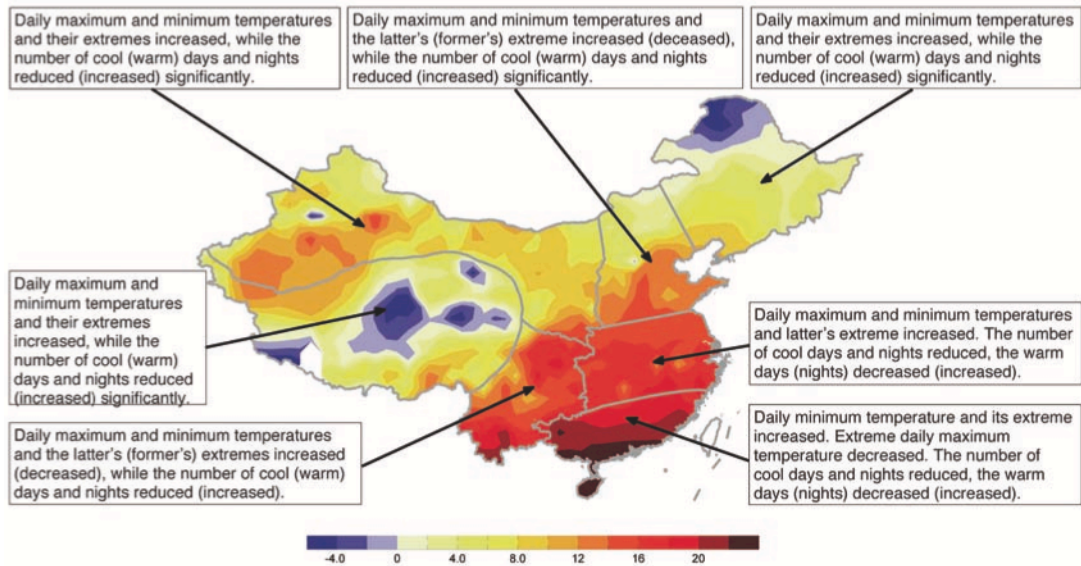 Daily maximum and minimum temperatures
and their extremes increased, while the
number of cool (warm) days and nights
reduced (increased) significantly.
Daily maximum and minimum temperatures and
the latter's (former's) extreme increased (deceased),
while the number of cool (warm) days and nights
reduced (increased) significantly.
Daily maximum and minimum temperatures
and their extremes increased, while the
number of cool (warm) days and nights
reduced (increased) significantly.
Daily maximum and
minimum temperatures
and their extremes
increased, while the
number of cool (warm)
days and nights reduced
(increased) significantly.
Daily maximum and minimum temperatures
and latter's extreme increased. The number
of cool days and nights reduced, the warm
days (nights) decreased (increased).
Daily maximum and minimum temperatures
and the latter's (former's) extremes increased
(decreased), while the number of cool (warm)
days and nights reduced (increased).
Daily minimum temperature and its extreme
increased. Extreme daily maximum
temperature decreased. The number of
cool days and nights reduced, the warm
days (nights) decreased (increased).
-4.0 0 4.0 8.0 12 16 20